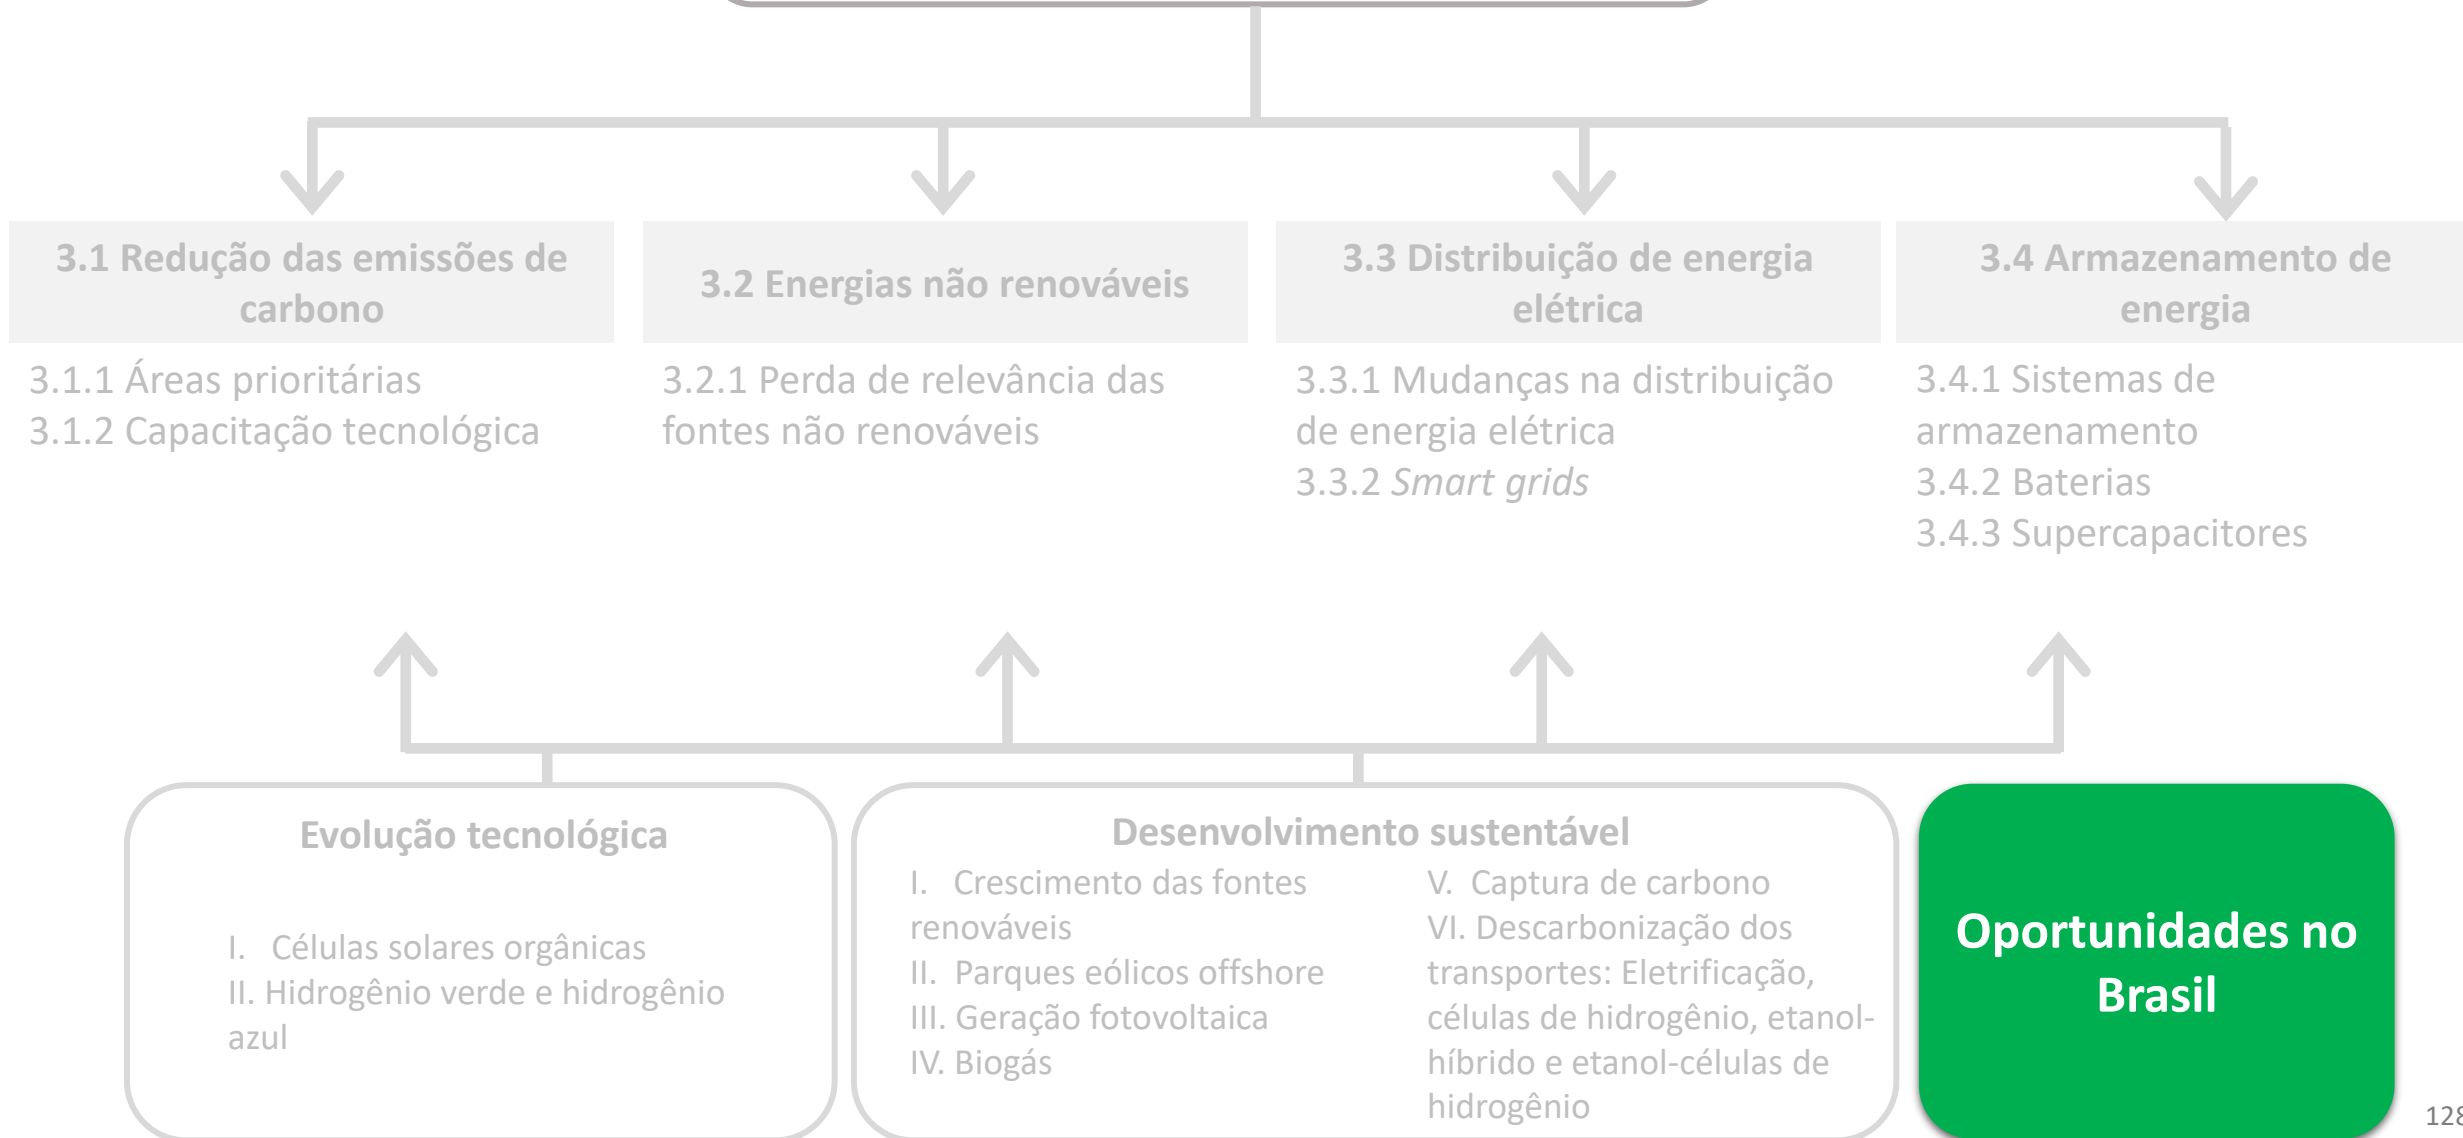 3.1 Redução das emissões de
carbono
3.1.1 Áreas prioritárias
3.1.2 Capacitação tecnológica
3.2 Energias não renováveis
3.2.1 Perda de relevância das
fontes não renováveis
3.3 Distribuição de energia
elétrica
3.3.1 Mudanças na distribuição
de energia elétrica
3.3.2 Smart grids
3.4 Armazenamento de
energia
3.4.1 Sistemas de
armazenamento
3.4.2 Baterias
3.4.3 Supercapacitores
Evolução tecnológica
I. Células solares orgânicas
II. Hidrogênio verde e hidrogênio
azul
Desenvolvimento sustentável
I. Crescimento das fontes
renováveis
II. Parques eólicos offshore
III. Geração fotovoltaica
IV. Biogás
V. Captura de carbono
VI. Descarbonização dos
transportes: Eletrificação,
células de hidrogênio, etanol-
híbrido e etanol-células de
hidrogênio
Oportunidades no
Brasil
128